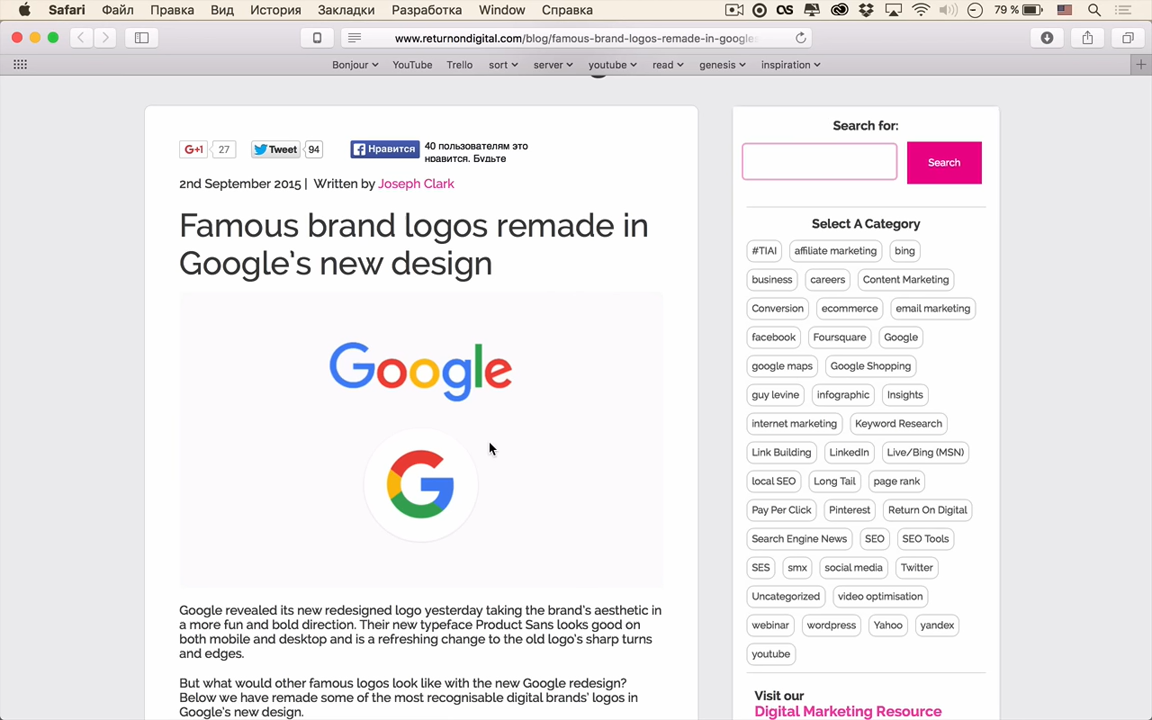 Safari Файл Правка Вид История Закладки Разработка Window Справка 79 %
www.returnondigital.com/blog/famous-brand-logos-remade-in-google
Bonjour YouTube Trello sort server youtube read genesis inspiration
G+1 27 Tweet 94 Нравится 40 пользователям это
нравится. Будьте
2nd September 2015 | Written by Joseph Clark
Famous brand logos remade in
Google's new design
Google
G
Google revealed its new redesigned logo yesterday taking the brand's aesthetic in
a more fun and bold direction. Their new typeface Product Sans looks good on
both mobile and desktop and is a refreshing change to the old logo's sharp turns
and edges.
But what would other famous logos look like with the new Google redesign?
Below we have remade some of the most recognisable digital brands' logos in
Google's new design.
Search for:
Search
Select A Category
#TIAI affiliate marketing bing
business careers Content Marketing
Conversion ecommerce email marketing
facebook Foursquare Google
google maps Google Shopping
guy levine infographic Insights
internet marketing Keyword Research
Link Building LinkedIn Live/Bing (MSN)
local SEO Long Tail page rank
Pay Per Click Pinterest Return On Digital
Search Engine News SEO SEO Tools
SES smx social media Twitter
Uncategorized video optimisation
webinar wordpress Yahoo yandex
youtube
Visit our
Digital Marketing Resource